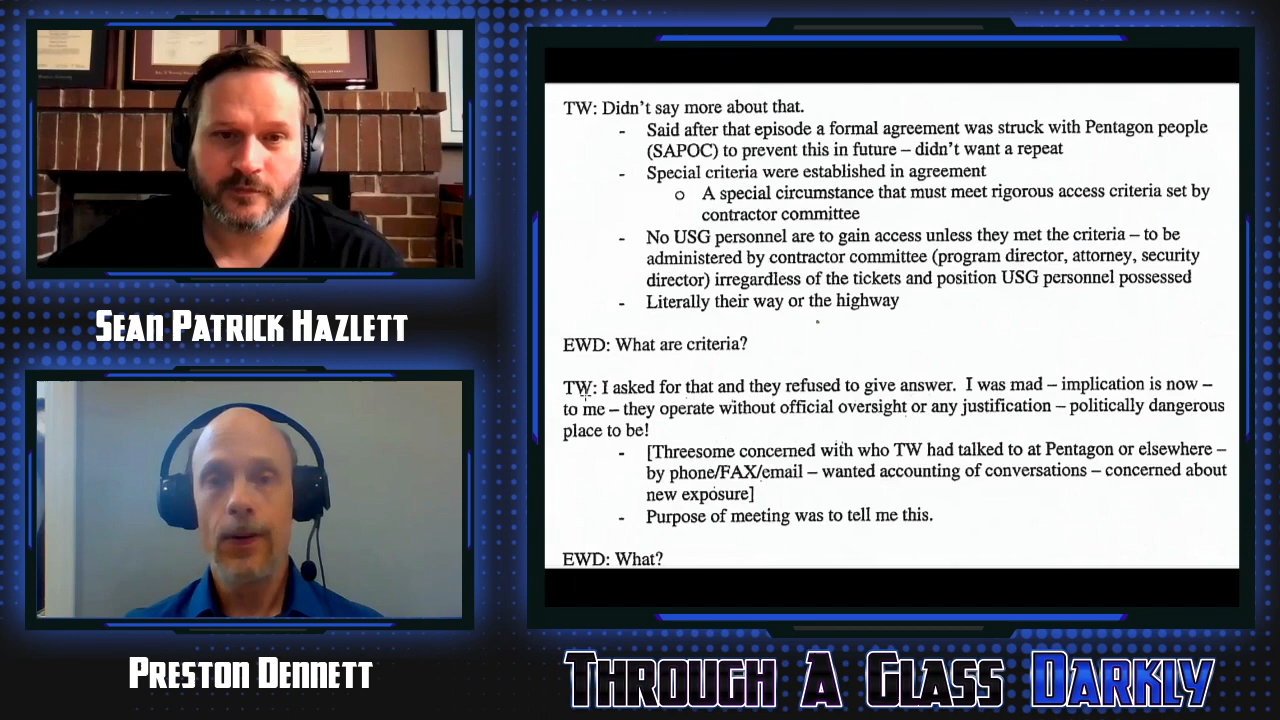 SEAN PATRICK HAZLETT
PRESTON DENNETT
TW: Didn't say more about that.
- Said after that episode a formal agreement was struck with Pentagon people
(SAPOC) to prevent this in future – didn't want a repeat
- Special criteria were established in agreement
o A special circumstance that must meet rigorous access criteria set by
contractor committee
- No USG personnel are to gain access unless they met the criteria – to be
administered by contractor committee (program director, attorney, security
director) irregardless of the tickets and position USG personnel possessed
- Literally their way or the highway
EWD: What are criteria?
TW: I asked for that and they refused to give answer. I was mad – implication is now –
to me – they operate without official oversight or any justification – politically dangerous
place to be!
- [Threesome concerned with who TW had talked to at Pentagon or elsewhere –
by phone/FAX/email – wanted accounting of conversations – concerned about
new exposure]
- Purpose of meeting was to tell me this.
EWD: What?
THROUGH A GLASS DARKLY